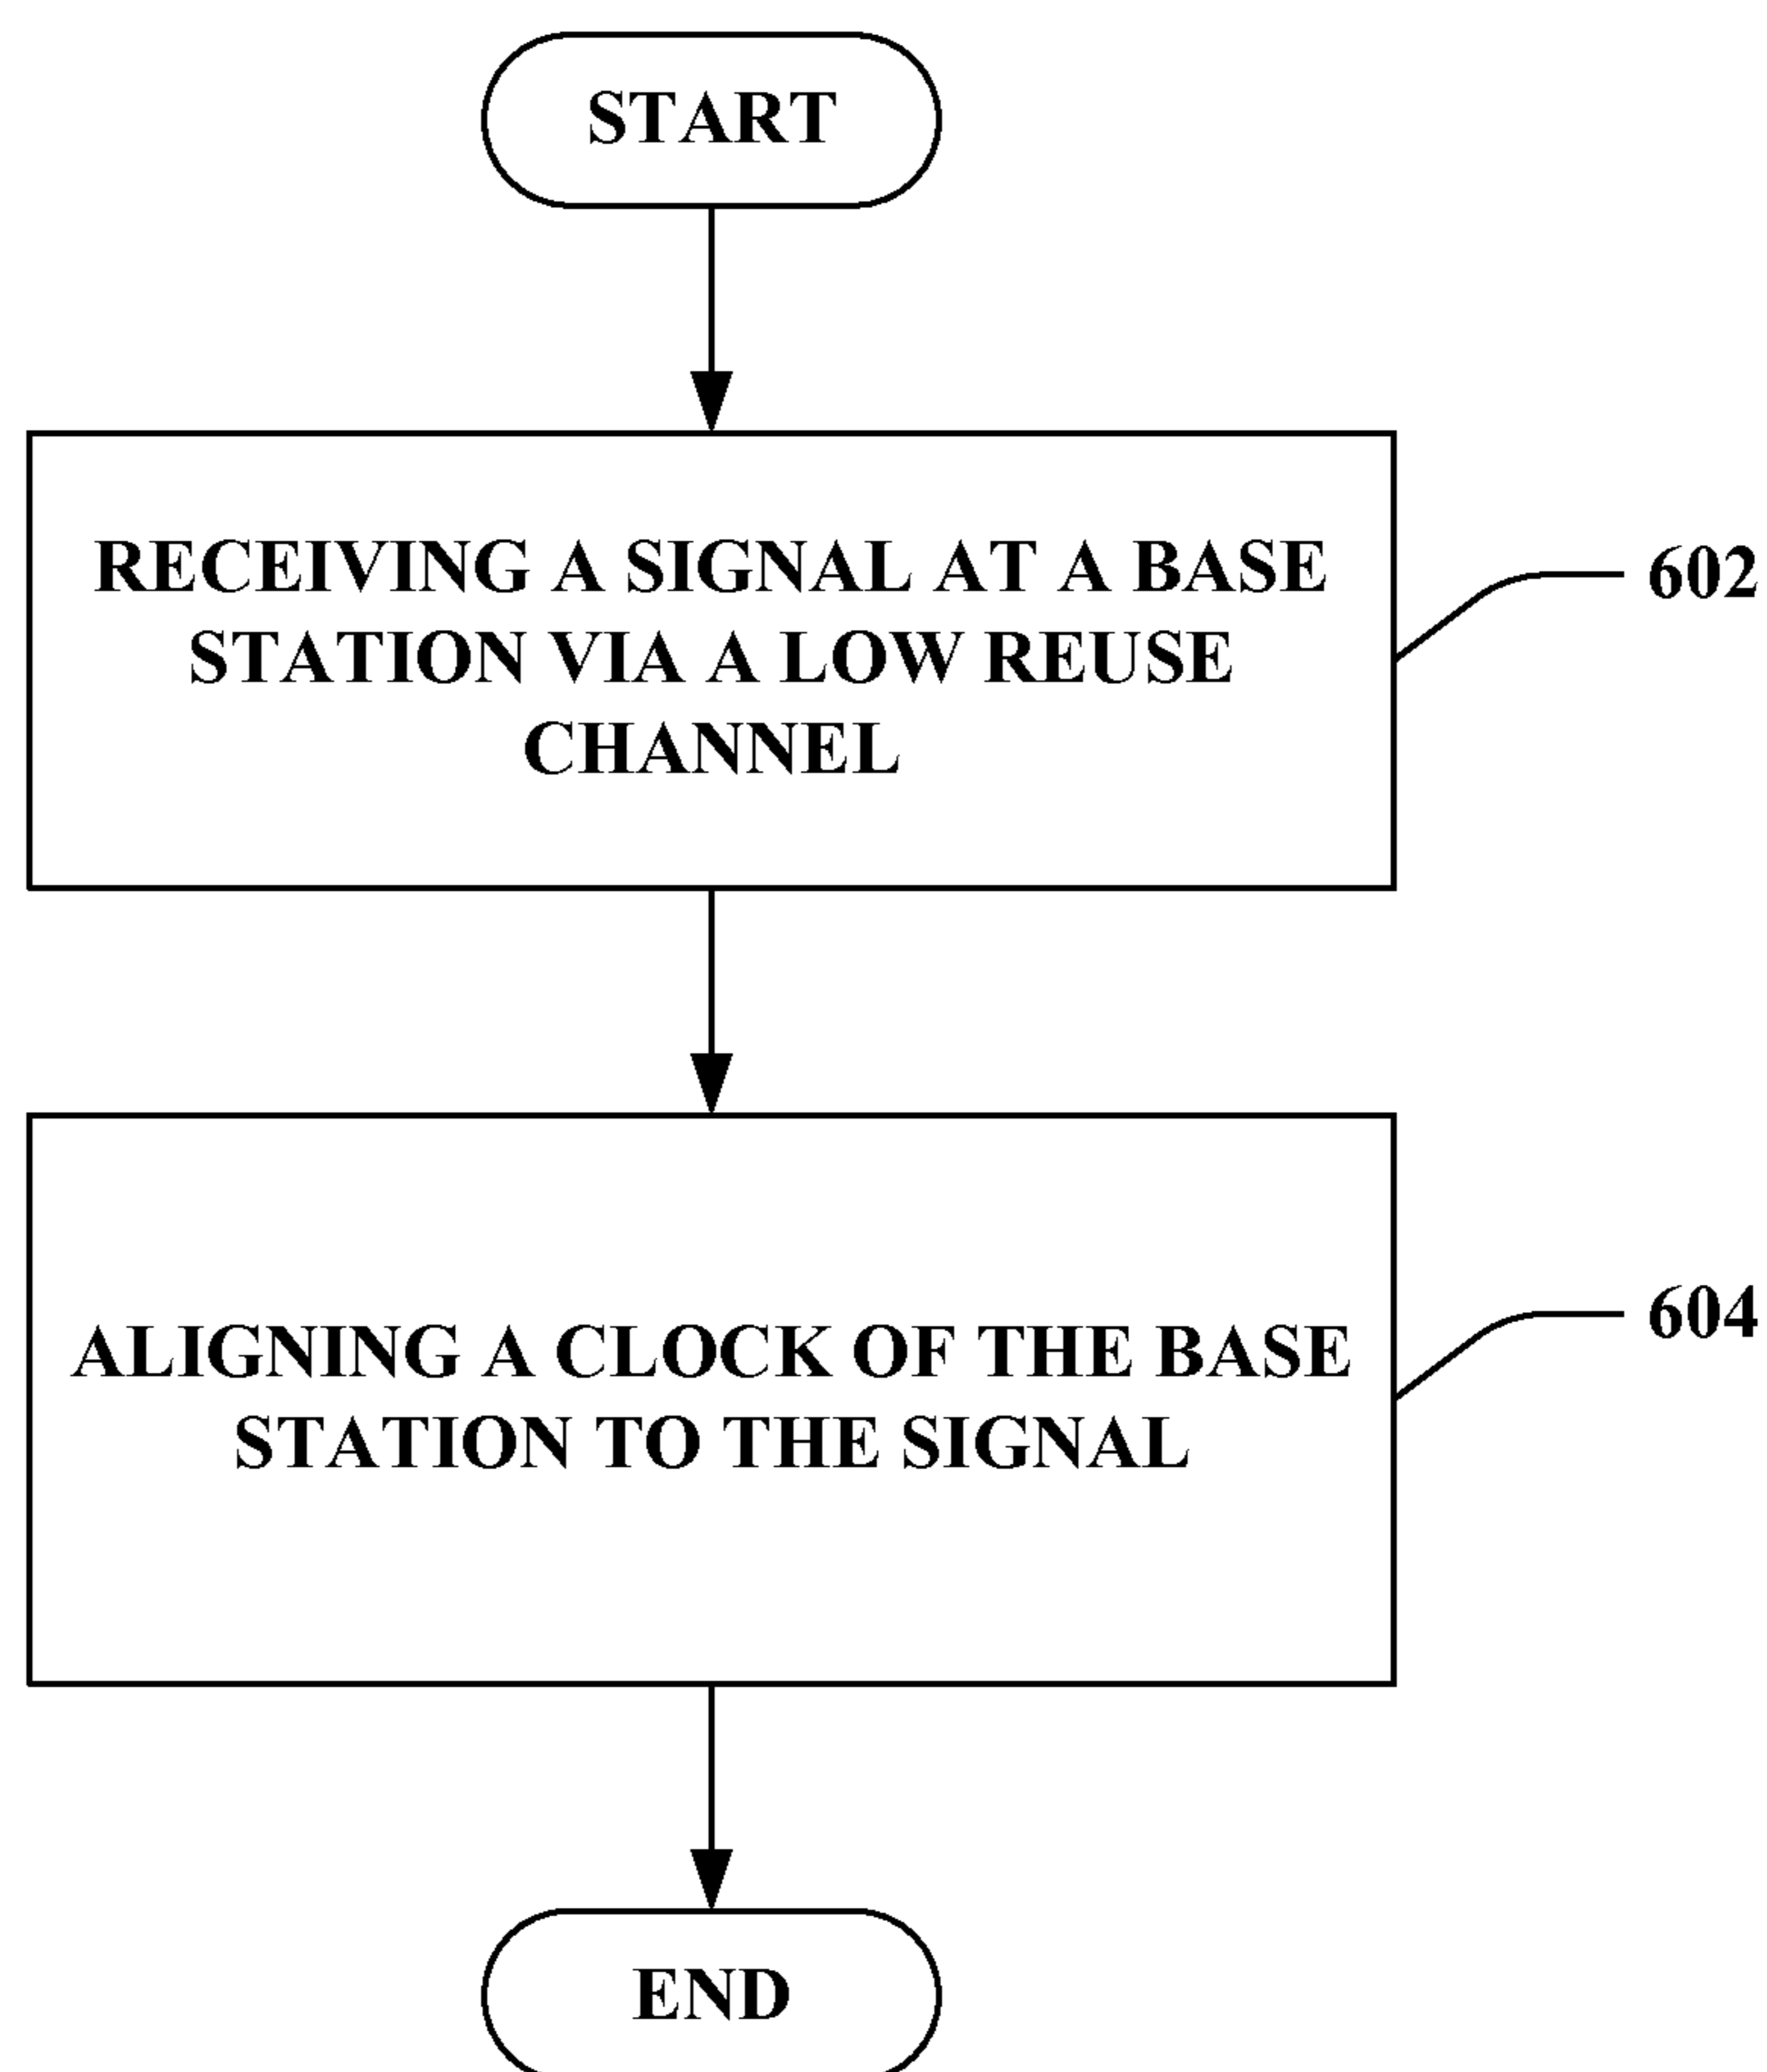 START
RECEIVING A SIGNAL AT A BASE
STATION VIA A LOW REUSE
CHANNEL
602
ALIGNING A CLOCK OF THE BASE
STATION TO THE SIGNAL
604
END